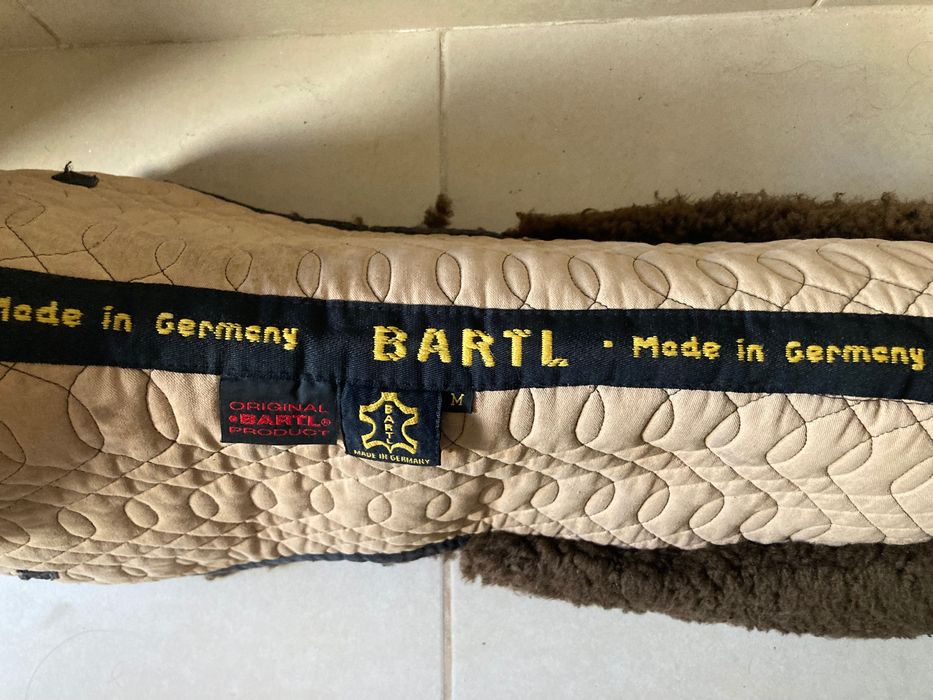 Made in Germany BARTL · Made in Germany
ORIGINAL
BARTL®
PRODUCT
BARTL
MADE IN GERMANY
M